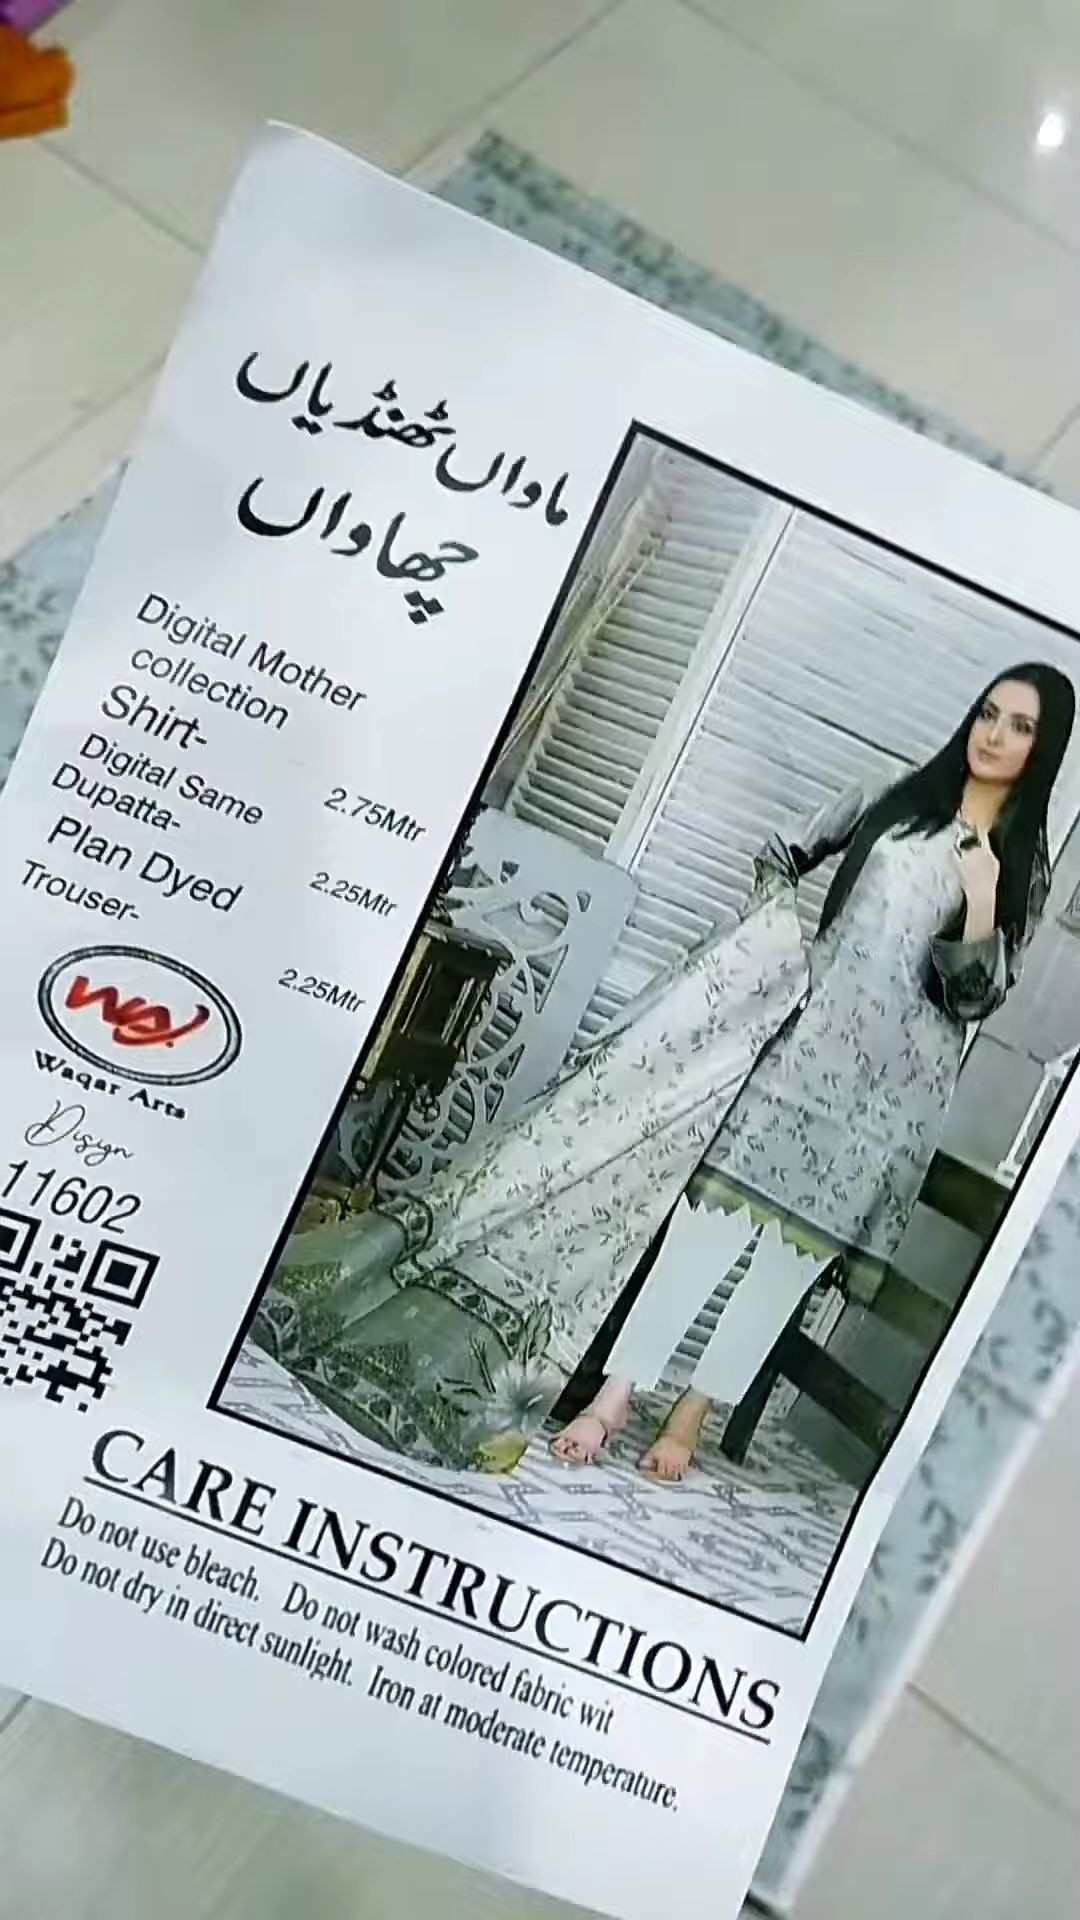 ماواں ٹھنڈیاں
چھاواں
Digital Mother
collection
Shirt-
2.75Mtr
Digital Same
Dupatta-
2.25Mtr
Plan Dyed
Trouser-
2.25Mtr
Waj
Waqar Arts
Disign
11602
CARE INSTRUCTIONS
Do not use bleach. Do not wash colored fabric wit
Do not dry in direct sunlight. Iron at moderate temperature.